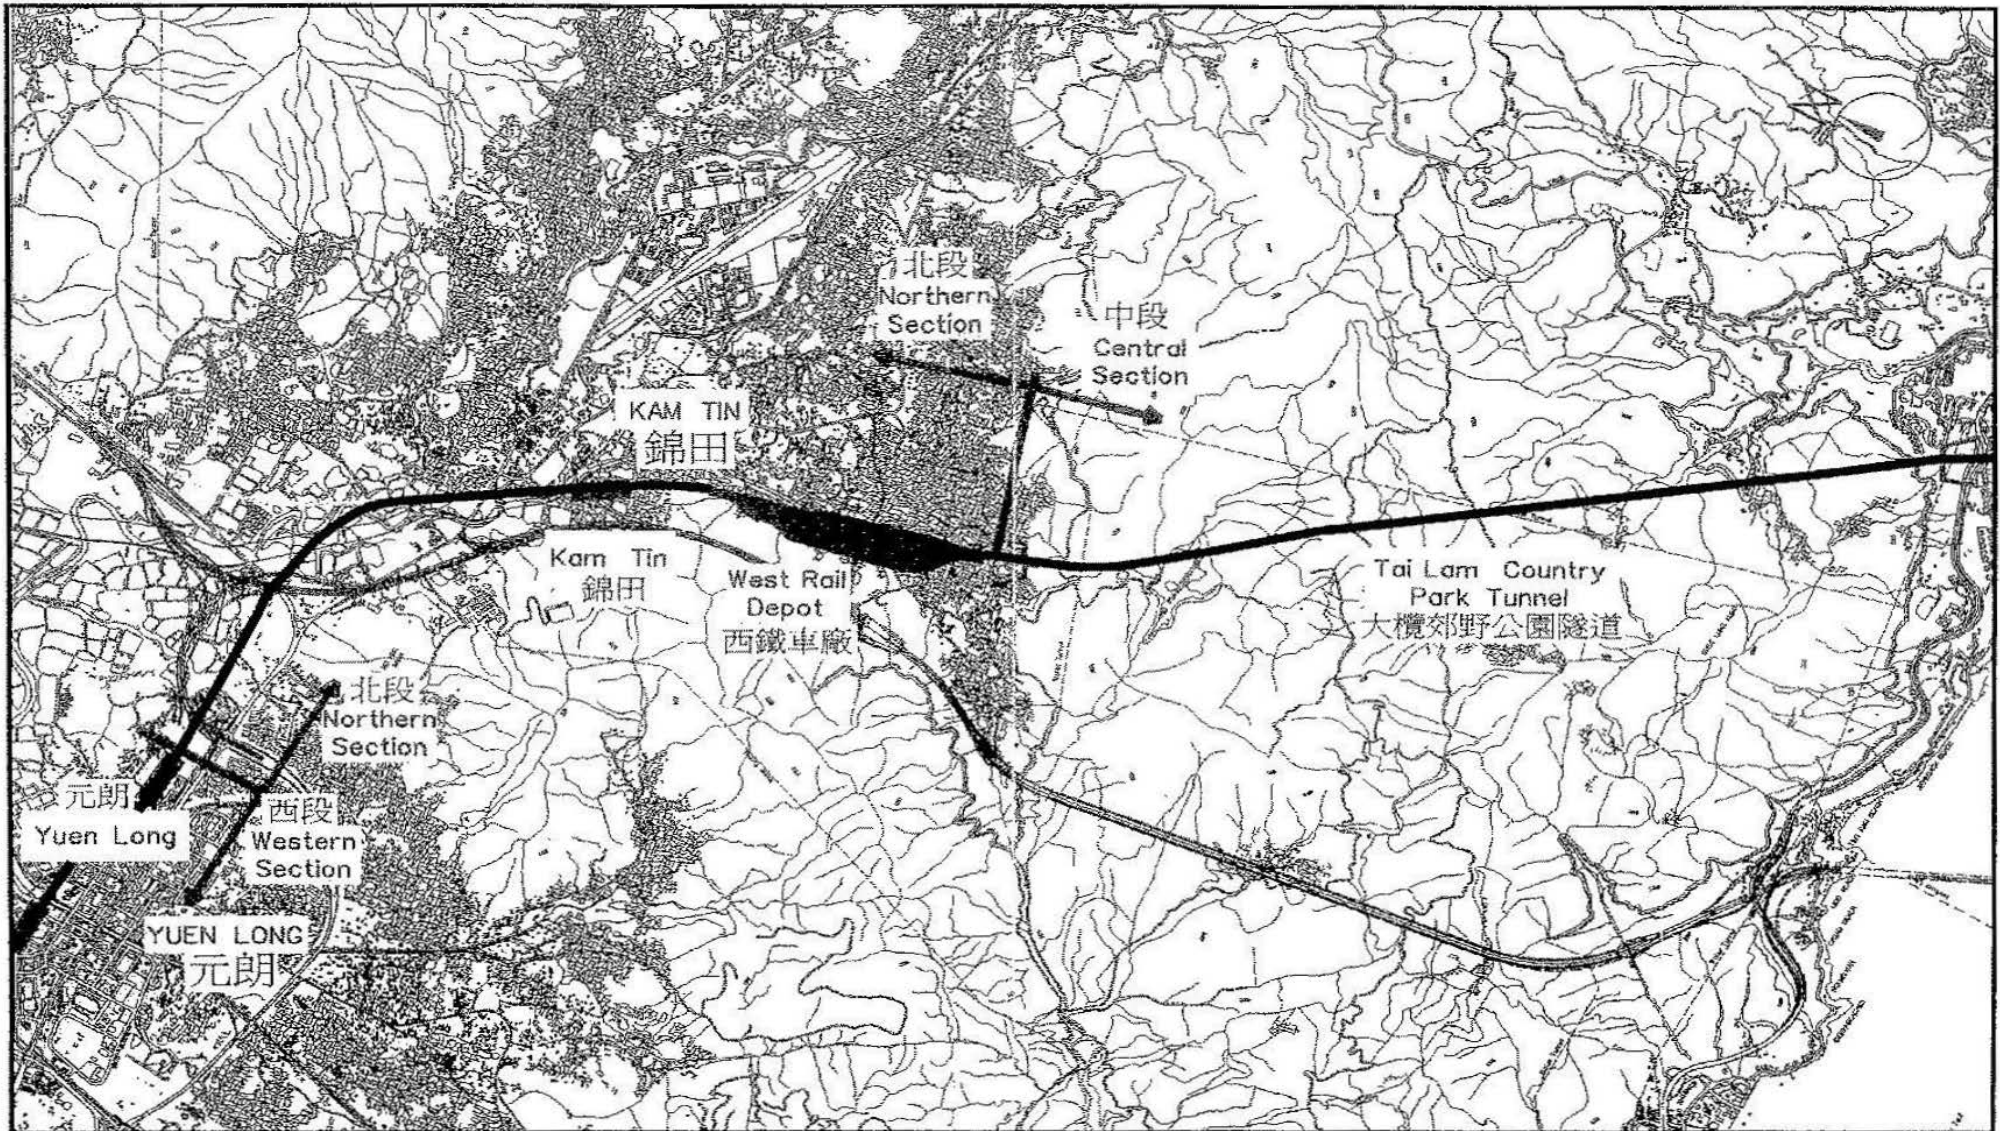 北段
Northern
Section
中段
Central
Section
KAM TIN
錦田
Kam Tin
錦田
West Rail
Depot
西鐵車廠
Tai Lam Country
Park Tunnel
大欖郊野公園隧道
北段
Northern
Section
元朗
Yuen Long
西段
Western
Section
YUEN LONG
元朗
N